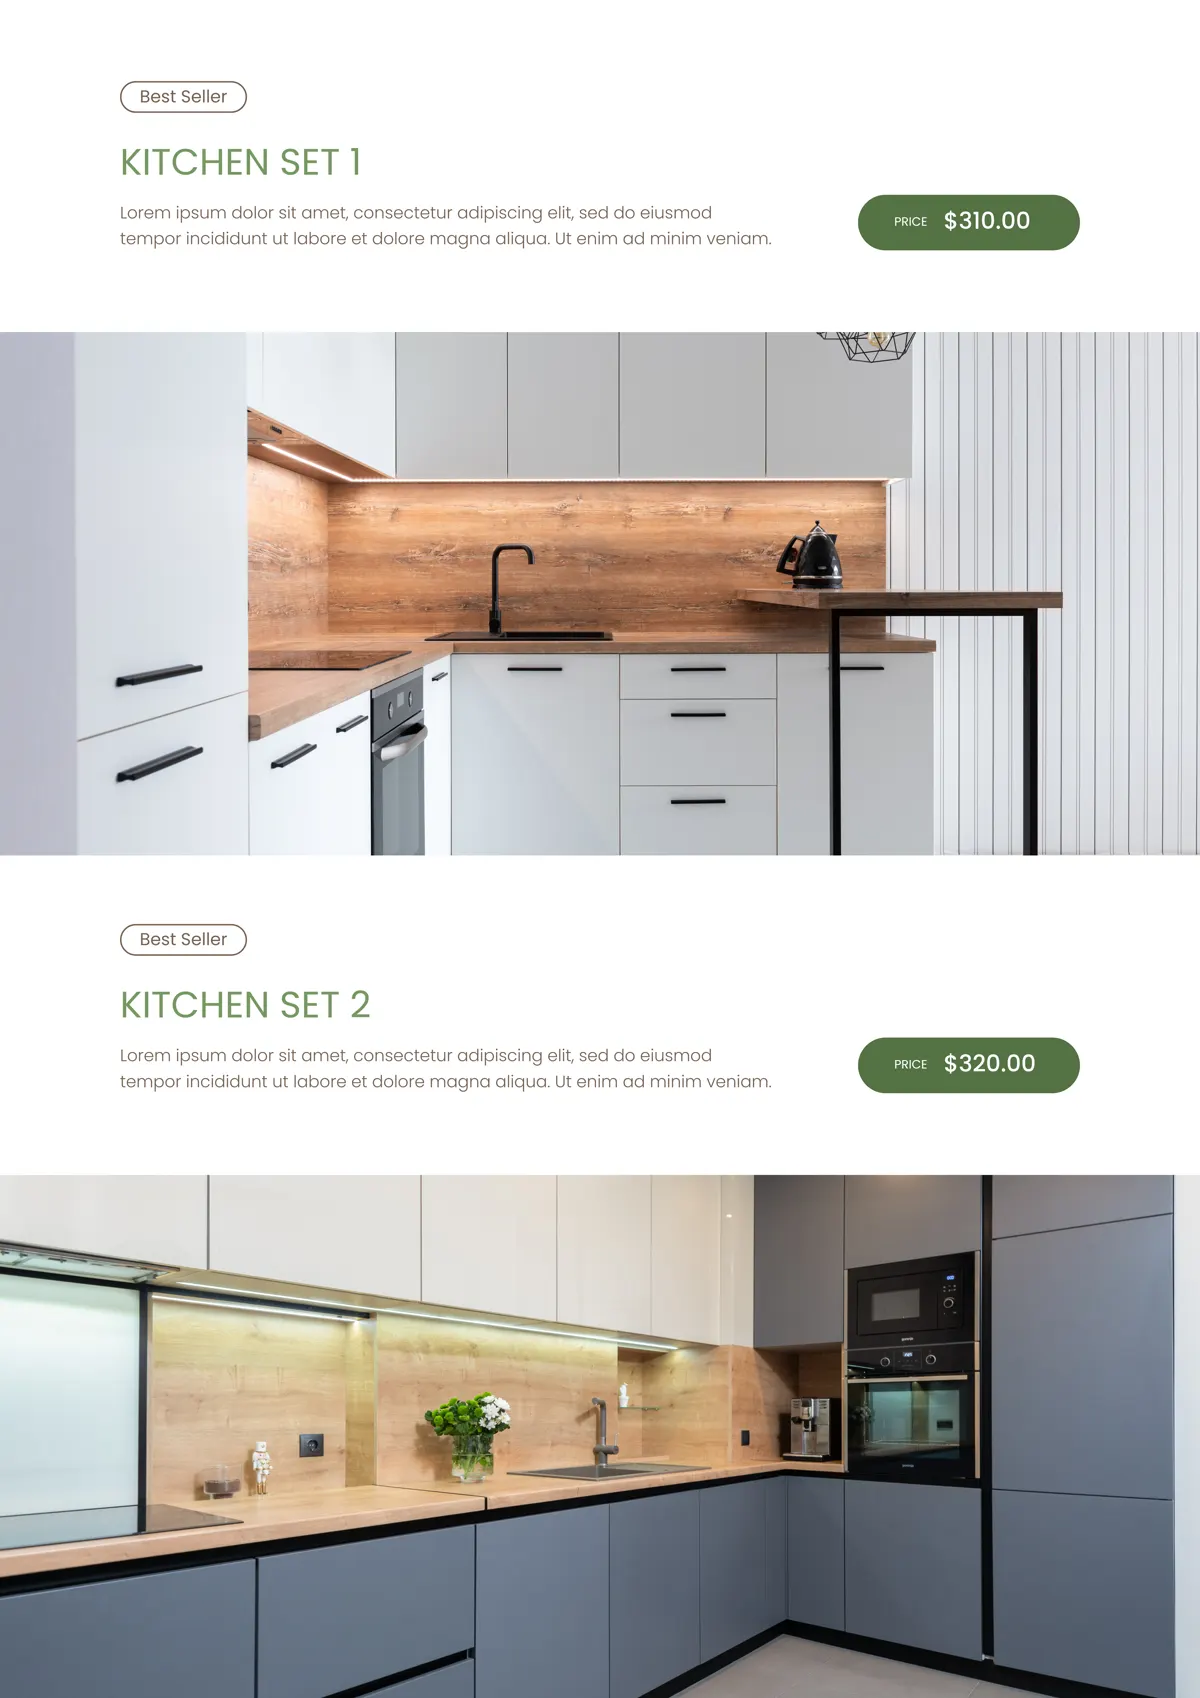 Best Seller
KITCHEN SET 1
Lorem ipsum dolor sit amet, consectetur adipiscing elit, sed do eiusmod
tempor incididunt ut labore et dolore magna aliqua. Ut enim ad minim veniam.
PRICE $310.00
Best Seller
KITCHEN SET 2
Lorem ipsum dolor sit amet, consectetur adipiscing elit, sed do eiusmod
tempor incididunt ut labore et dolore magna aliqua. Ut enim ad minim veniam.
PRICE $320.00